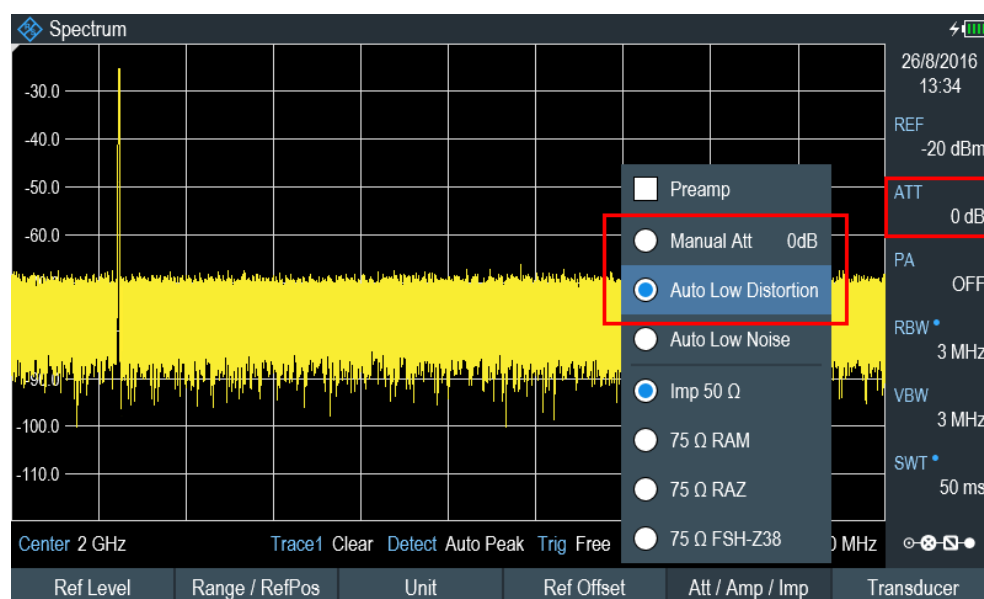 Spectrum
26/8/2016
13:34
-30.0
-40.0
-50.0
-60.0
-90.0
-100.0
-110.0
REF
-20 dBm
ATT
0 dB
PA
OFF
RBW
3 MHz
VBW
3 MHz
SWT
50 ms
Preamp
Manual Att 0dB
Auto Low Distortion
Auto Low Noise
Imp 50 Ω
75 Ω RAM
75 Ω RAZ
75 Ω FSH-Z38
Center 2 GHz Trace1 Clear Detect Auto Peak Trig Free 0 MHz
Ref Level Range / RefPos Unit Ref Offset Att / Amp / Imp Transducer